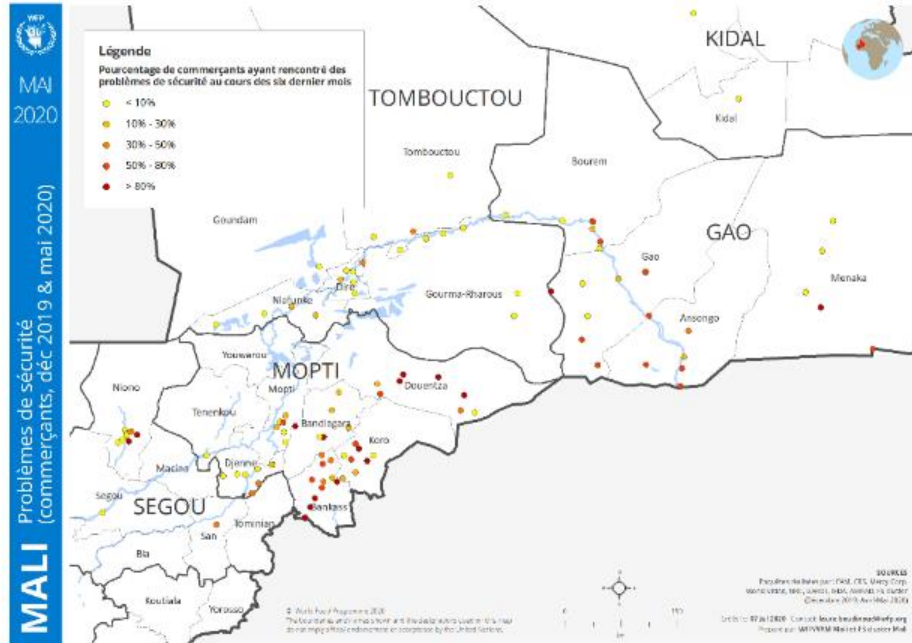 WFP
MAI
2020
MALI
Problèmes de sécurité
(commerçants, déc 2019 & mai 2020)
Légende
Pourcentage de commerçants ayant rencontré des
problèmes de sécurité au cours des six dernier mois
< 10%
10% - 30%
30% - 50%
50% - 80%
> 80%
KIDAL
Kidal
TOMBOUCTOU
Tombouctou
Bourem
Goundam
GAO
Gao
Menaka
Diré
Niafunke
Gourma-Rharous
Ansongo
Youwarou
MOPTI
Mopti
Douentza
Niono
Tenenkou
Bandiagara
Koro
Macina
Djenne
Segou
SEGOU
Bankass
Tominian
San
Bla
Koutiala
Yorosso
© World Food Programme 2020
SOURCES